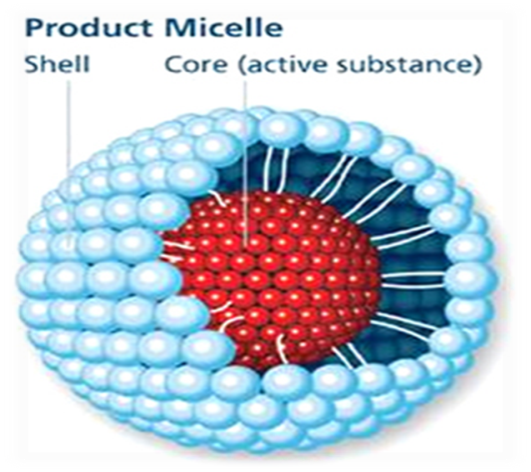 Product Micelle
Shell
Core (active substance)